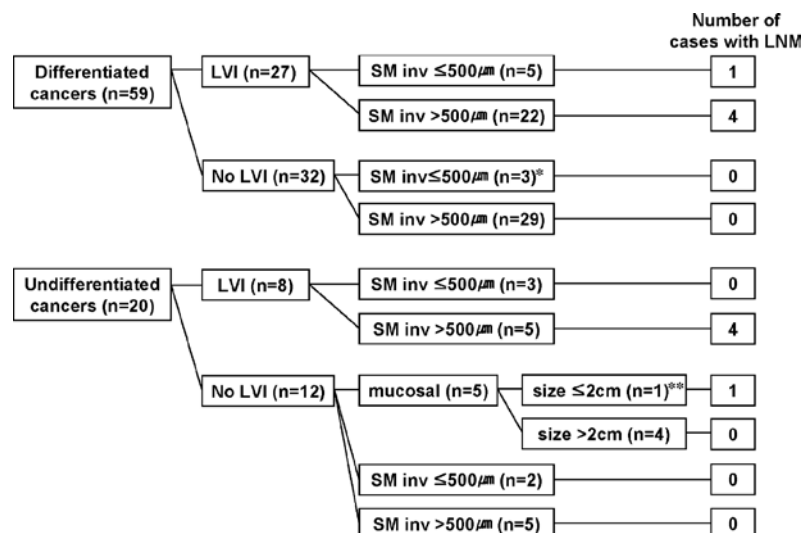 Number of
cases with LNM
Differentiated
cancers (n=59)
LVI (n=27)
SM inv ≤500㎛ (n=5)
1
SM inv >500㎛ (n=22)
4
No LVI (n=32)
SM inv≤500㎛ (n=3)*
0
SM inv >500㎛ (n=29)
0
Undifferentiated
cancers (n=20)
LVI (n=8)
SM inv ≤500㎛ (n=3)
0
SM inv >500㎛ (n=5)
4
No LVI (n=12)
mucosal (n=5)
size ≤2cm (n=1)**
1
size >2cm (n=4)
0
SM inv ≤500㎛ (n=2)
0
SM inv >500㎛ (n=5)
0